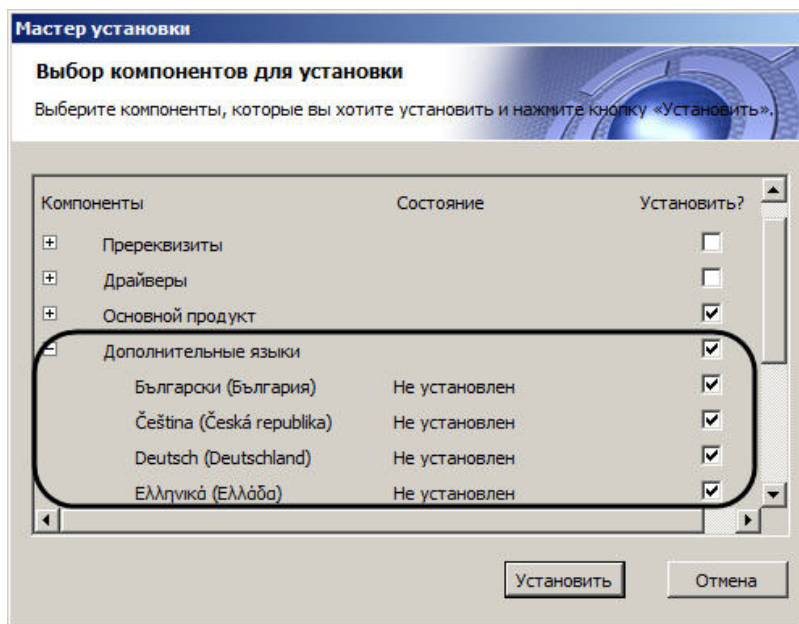 Мастер установки
Выбор компонентов для установки
Выберите компоненты, которые вы хотите установить и нажмите кнопку «Установить».
Компоненты Состояние Установить?
Пререквизиты
Драйверы
Основной продукт
Дополнительные языки
Български (България) Не установлен
Čeština (Česká republika) Не установлен
Deutsch (Deutschland) Не установлен
Ελληνικά (Ελλάδα) Не установлен
Установить Отмена